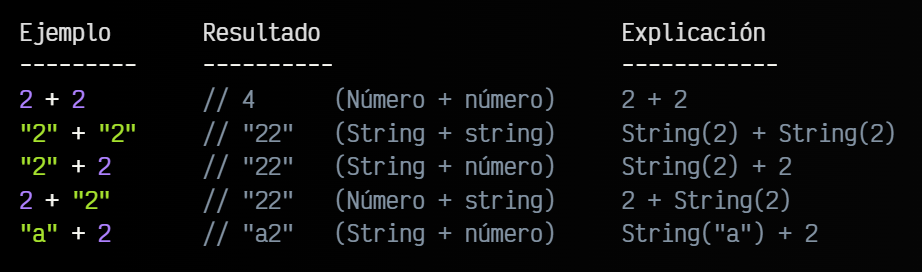 Ejemplo Resultado Explicación
--------- ---------- ------------
2 + 2 // 4 (Número + número) 2 + 2
"2" + "2" // "22" (String + string) String(2) + String(2)
"2" + 2 // "22" (String + número) String(2) + 2
2 + "2" // "22" (Número + string) 2 + String(2)
"a" + 2 // "a2" (String + número) String("a") + 2